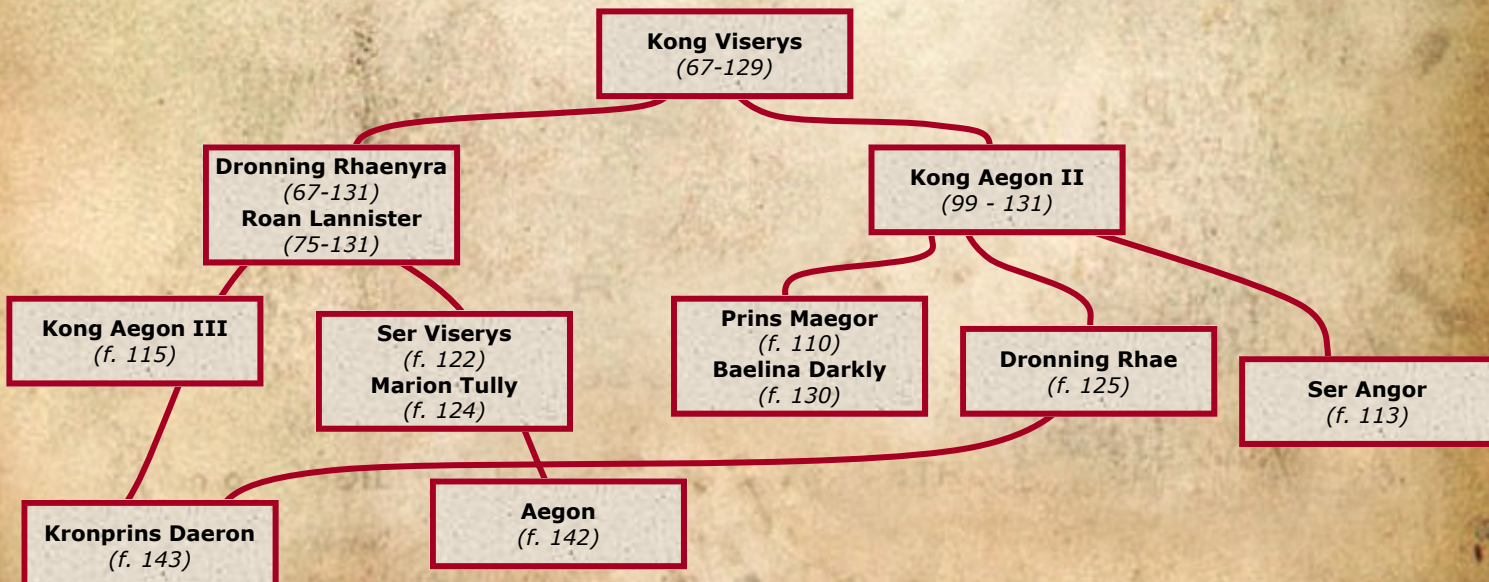 Kong Viserys
(67-129)
Dronning Rhaenyra
(67-131)
Roan Lannister
(75-131)
Kong Aegon II
(99 - 131)
Kong Aegon III
(f. 115)
Ser Viserys
(f. 122)
Marion Tully
(f. 124)
Prins Maegor
(f. 110)
Baelina Darkly
(f. 130)
Dronning Rhae
(f. 125)
Ser Angor
(f. 113)
Kronprins Daeron
(f. 143)
Aegon
(f. 142)